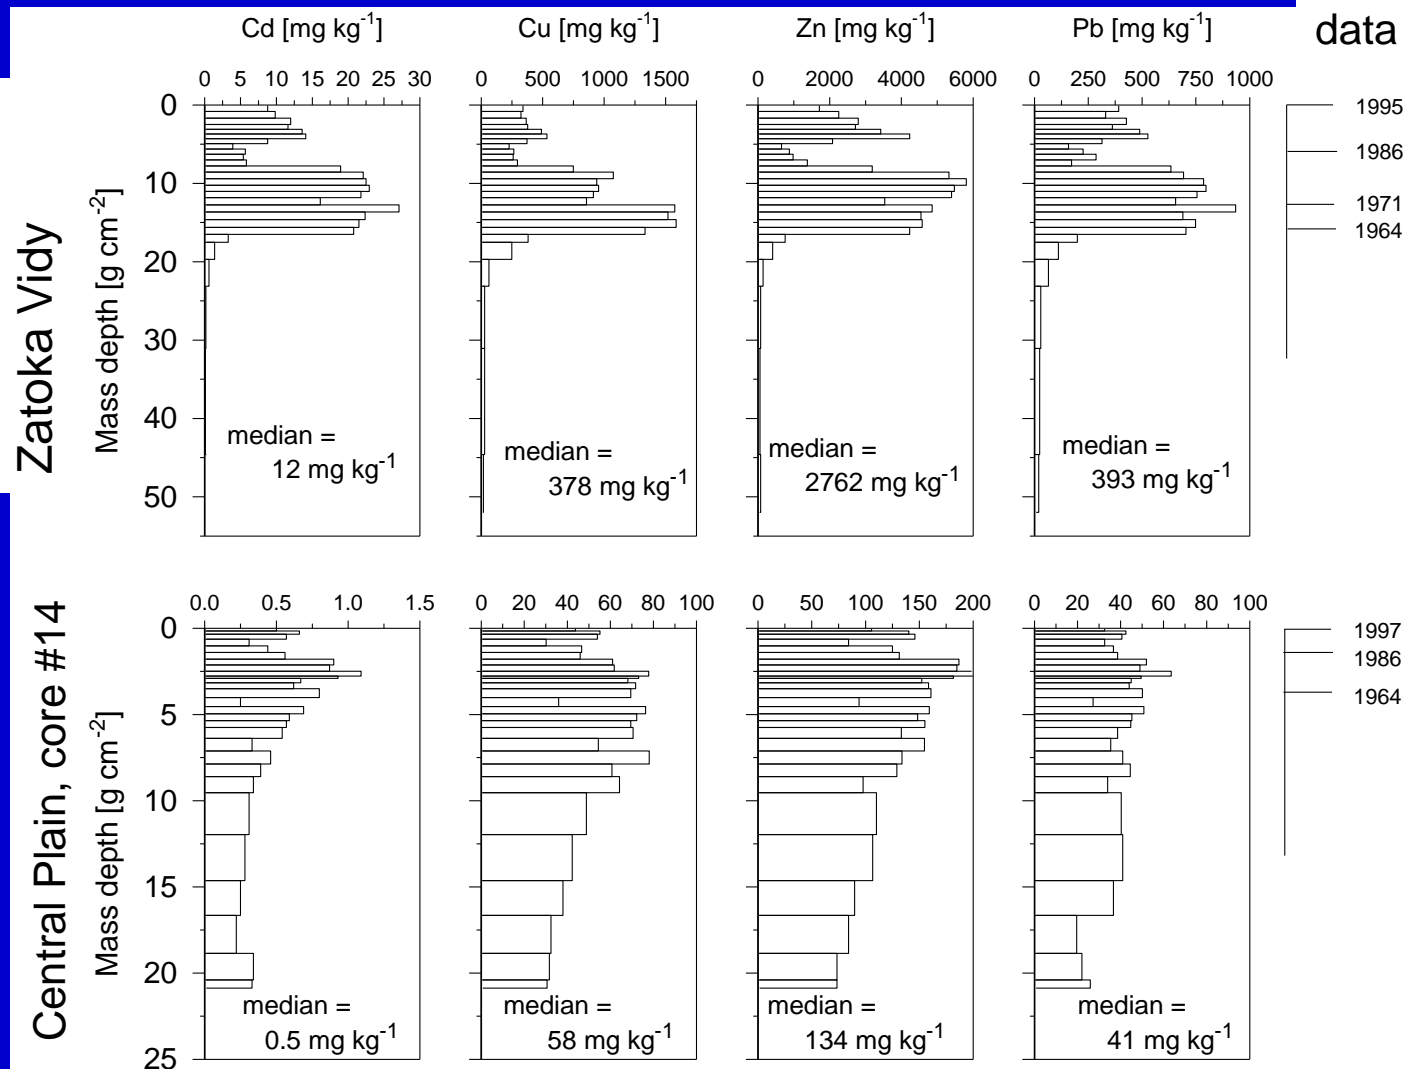 Cd [mg kg-1] Cu [mg kg-1] Zn [mg kg-1] Pb [mg kg-1] data
0 5 10 15 20 25 30 0 500 1000 1500 0 2000 4000 6000 0 250 500 750 1000
Zatoka Vidy
Mass depth [g cm-2]
0
10
20
30
40
50
1995
1986
1971
1964
median =
12 mg kg-1
median =
378 mg kg-1
median =
2762 mg kg-1
median =
393 mg kg-1
0.0 0.5 1.0 1.5 0 20 40 60 80 100 0 50 100 150 200 0 20 40 60 80 100
Central Plain, core #14
Mass depth [g cm-2]
0
5
10
15
20
25
1997
1986
1964
median =
0.5 mg kg-1
median =
58 mg kg-1
median =
134 mg kg-1
median =
41 mg kg-1